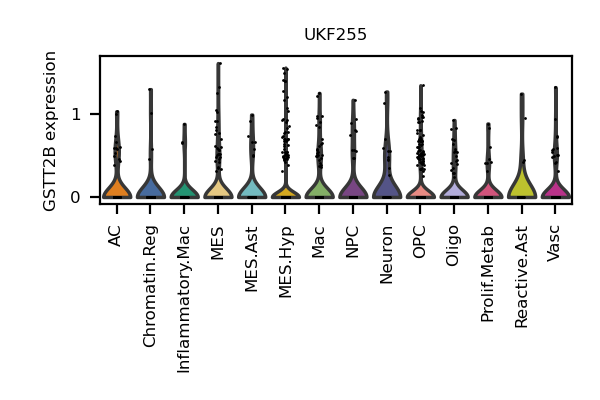 UKF255
GSTT2B expression
1
0
AC
Chromatin.Reg
Inflammatory.Mac
MES
MES.Ast
MES.Hyp
Mac
NPC
Neuron
OPC
Oligo
Prolif.Metab
Reactive.Ast
Vasc